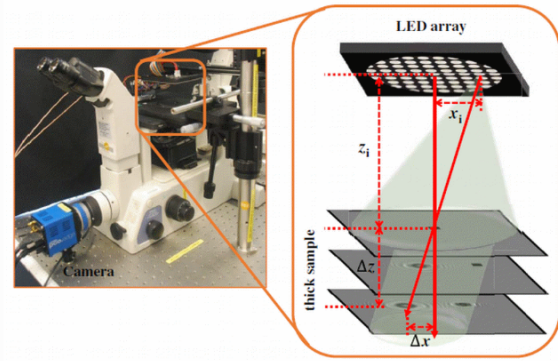 LED array
x_i
z_i
thick sample
Δz
Δx
Camera